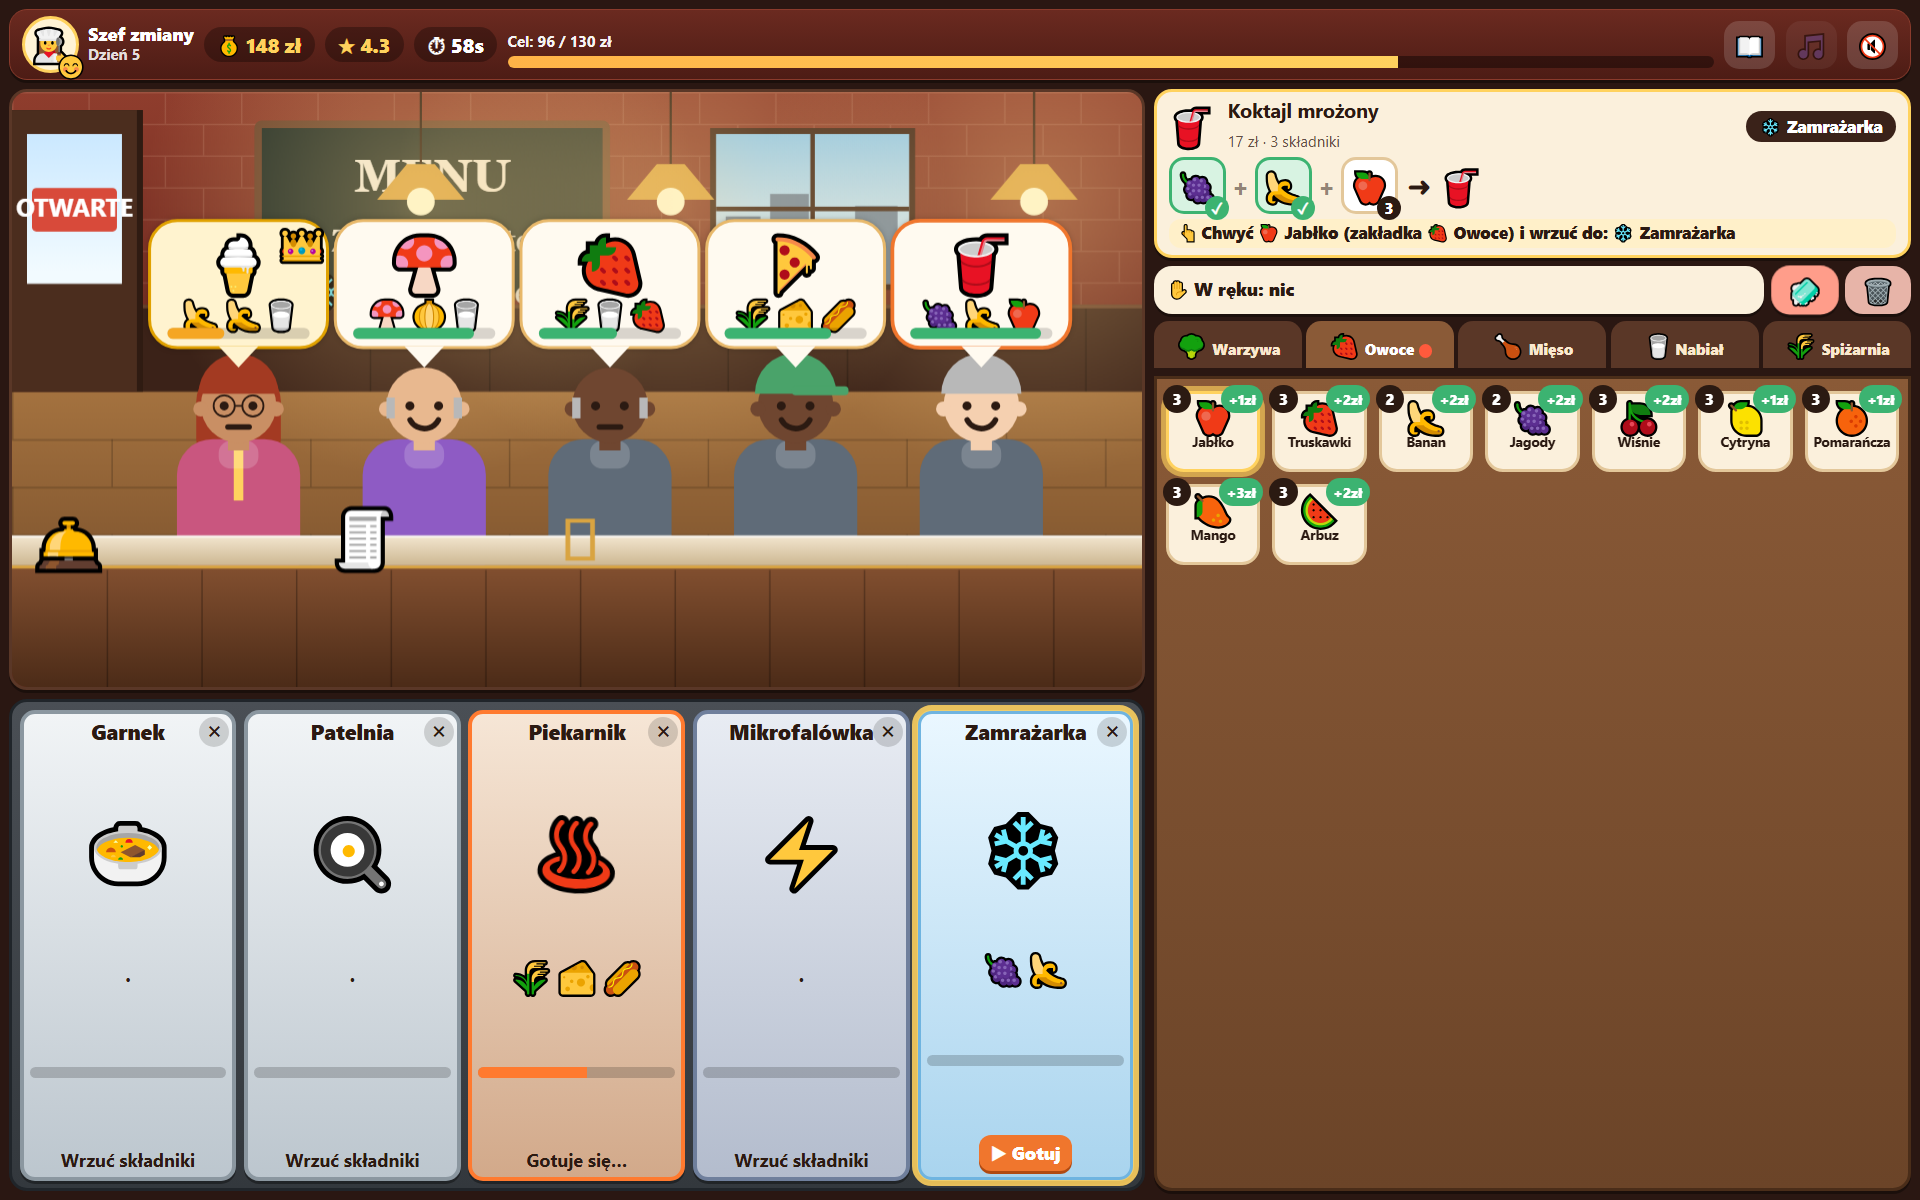 Szef zmiany
Dzień 5
148 zł
4.3
58s
Cel: 96 / 130 zł
OTWARTE
MENU
Koktajl mrożony
17 zł · 3 składniki
Zamrażarka
+ +
3
Chwyć Jabłko (zakładka Owoce) i wrzuć do: Zamrażarka
W ręku: nic
Warzywa
Owoce
Mięso
Nabiał
Spiżarnia
3 +1zł
Jabłko
3 +2zł
Truskawki
2 +2zł
Banan
2 +2zł
Jagody
3 +2zł
Wiśnie
3 +1zł
Cytryna
3 +1zł
Pomarańcza
3 +3zł
Mango
3 +2zł
Arbuz
Garnek
Wrzuć składniki
Patelnia
Wrzuć składniki
Piekarnik
Gotuje się...
Mikrofalówka
Wrzuć składniki
Zamrażarka
Gotuj